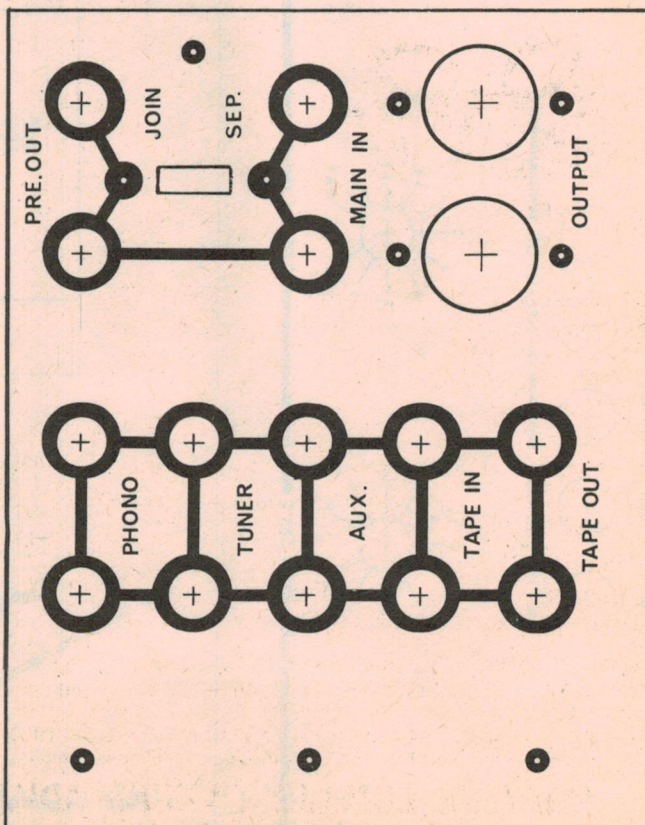 PRE.OUT
JOIN
SEP.
MAIN IN
OUTPUT
PHONO
TUNER
AUX.
TAPE IN
TAPE OUT